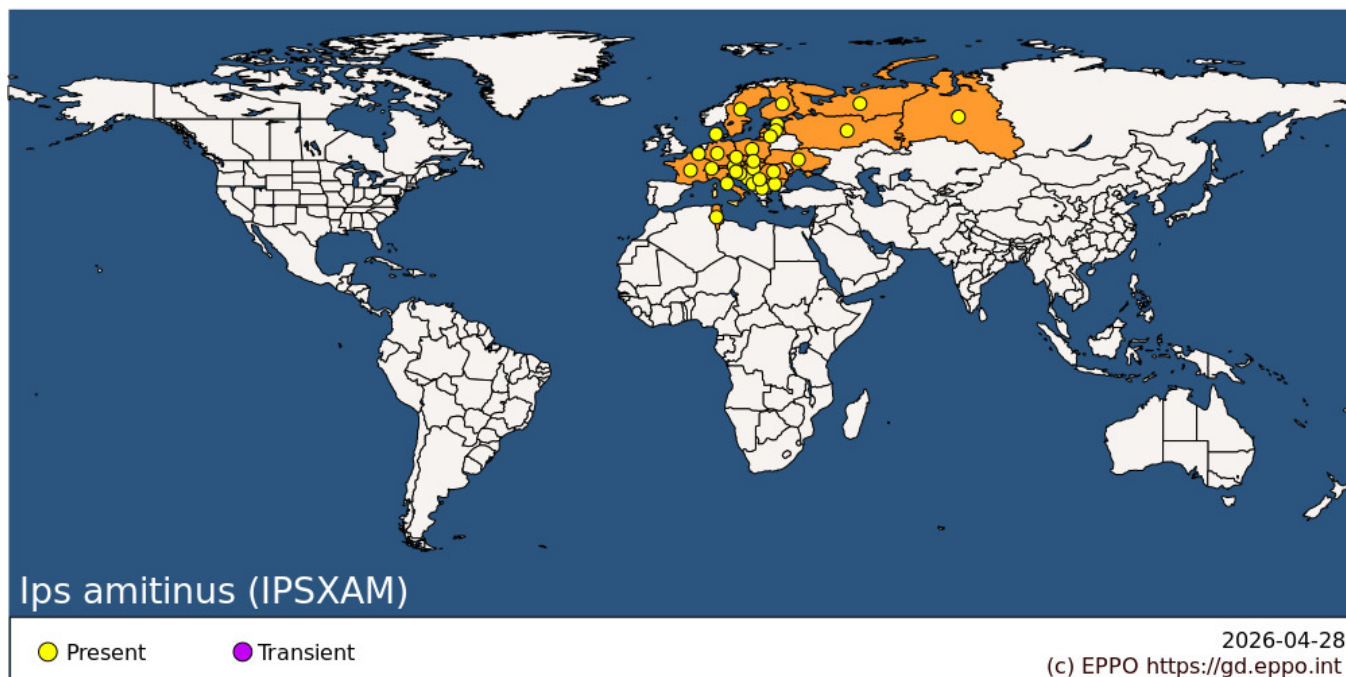 Ips amitinus (IPSXAM)
Present
Transient
2026-04-28
(c) EPPO https://gd.eppo.int